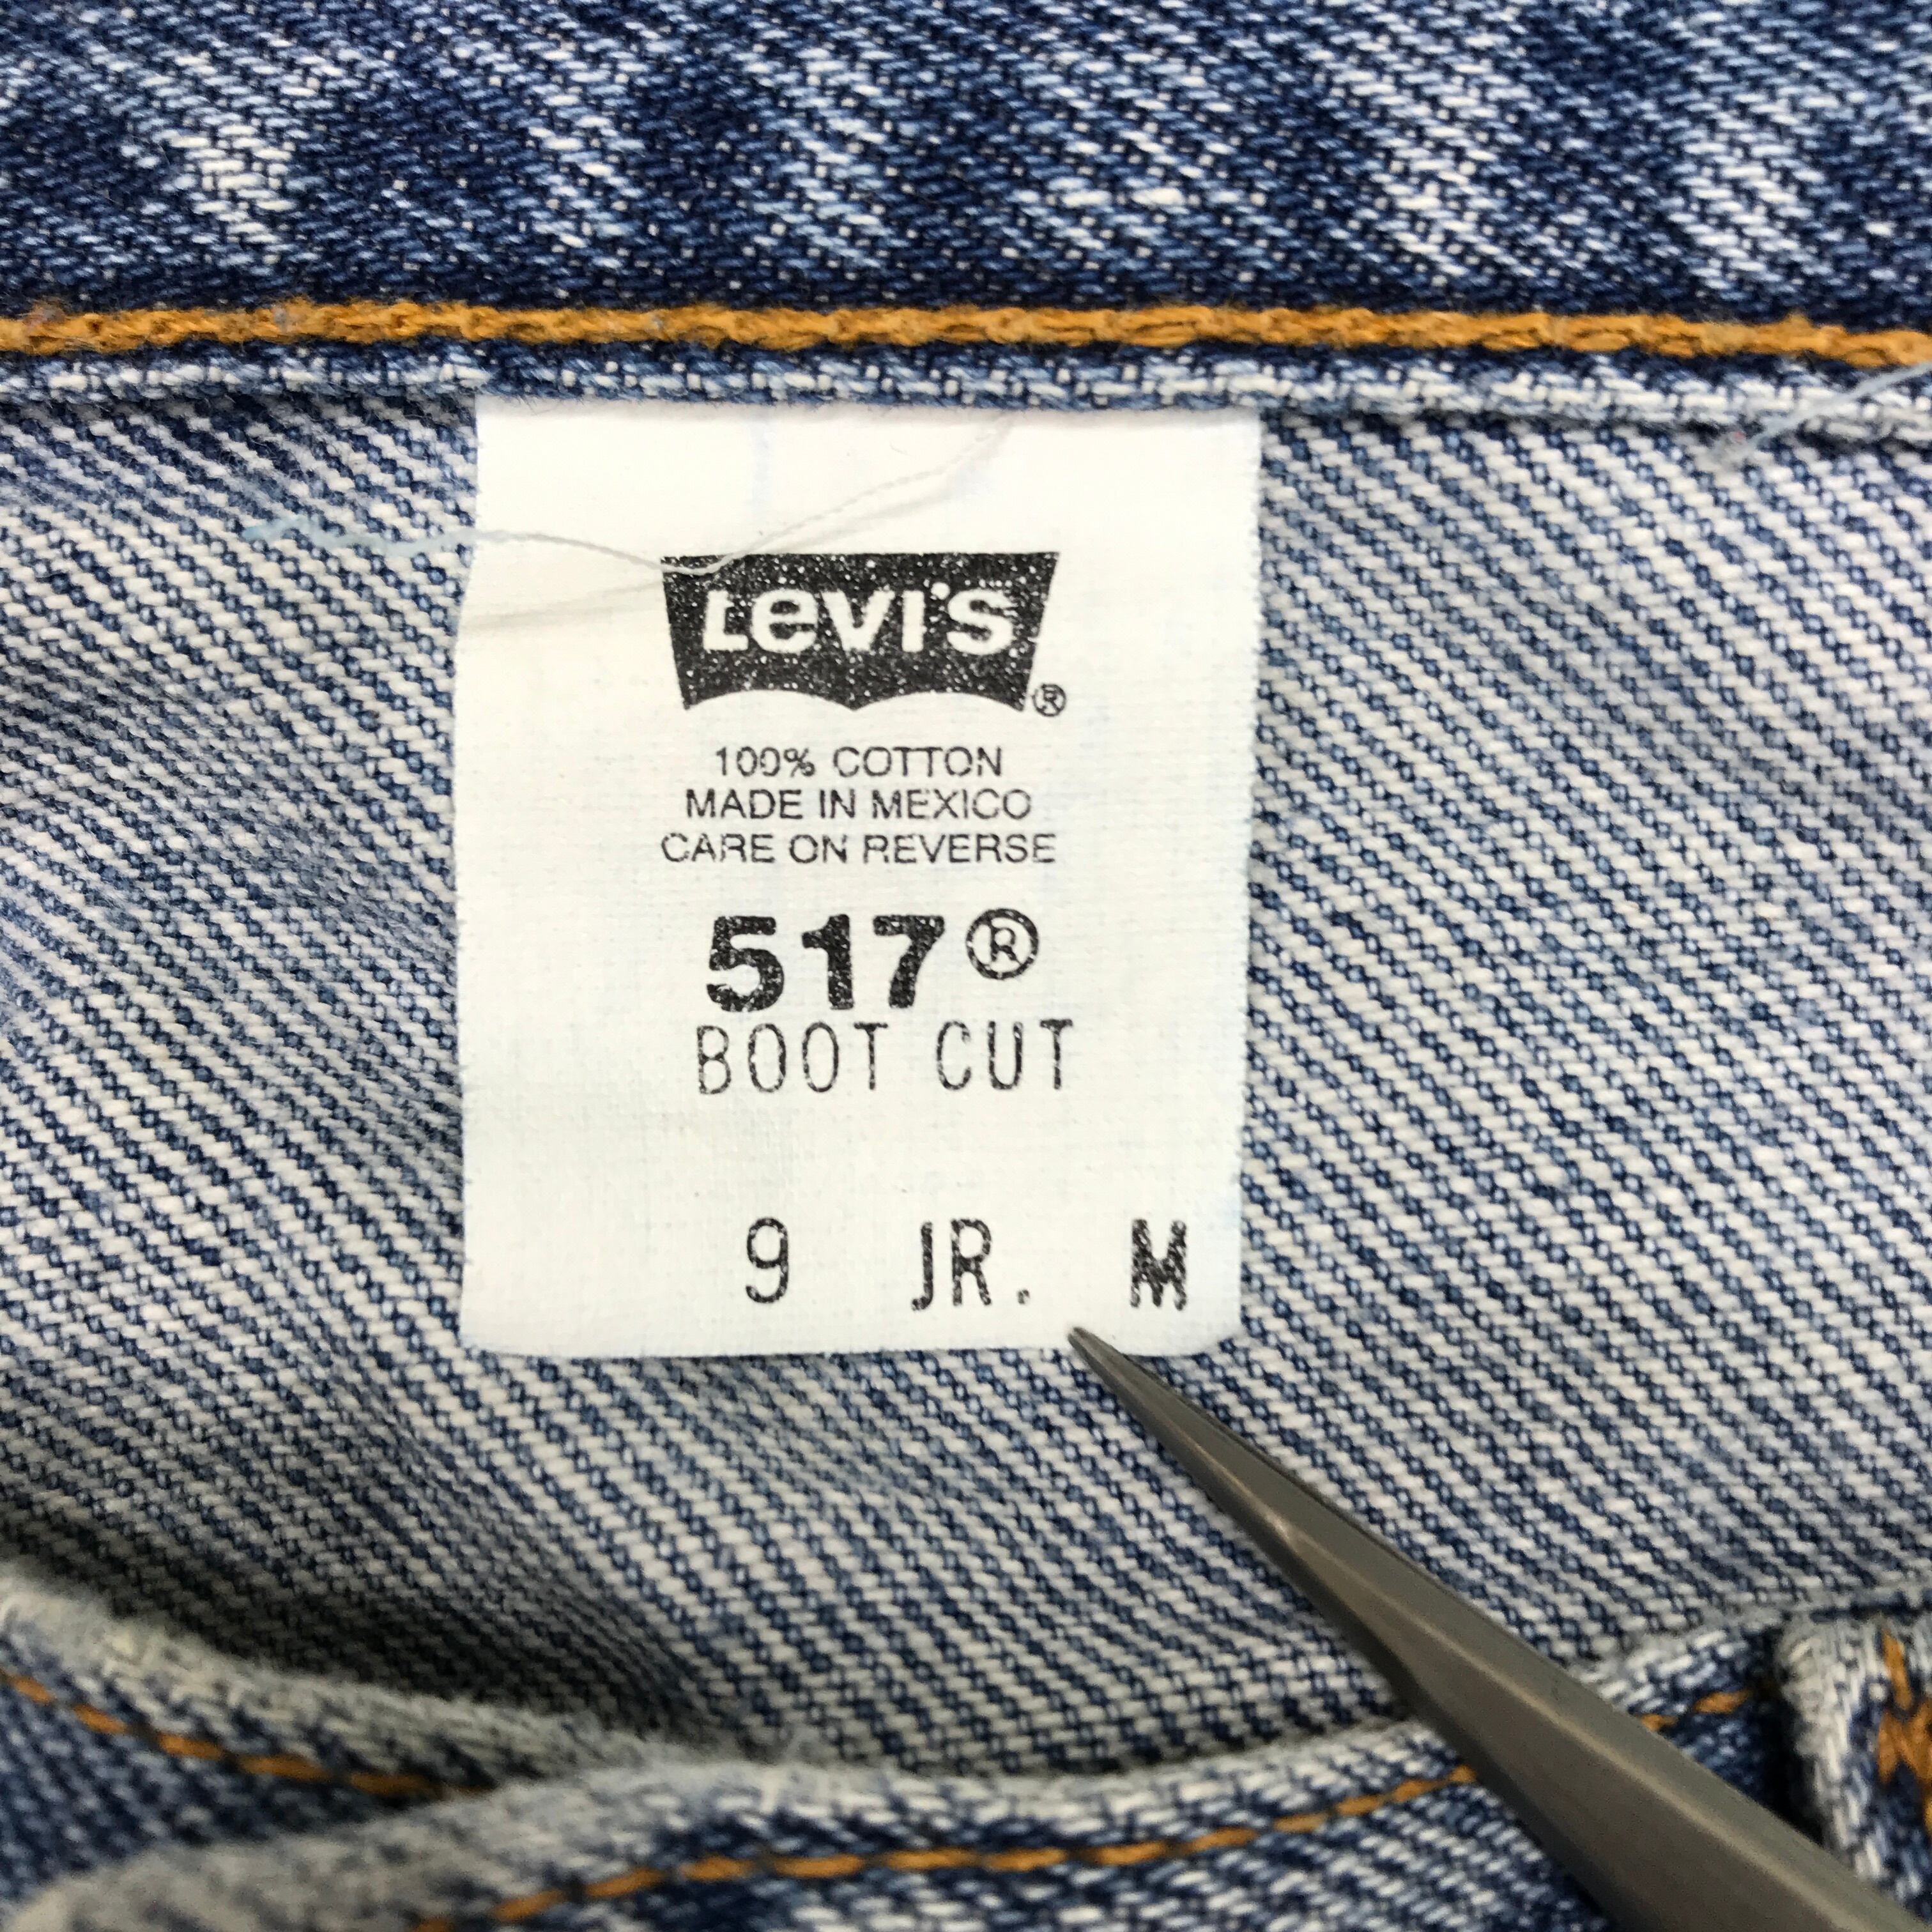 Levi's ®
100% COTTON
MADE IN MEXICO
CARE ON REVERSE
517®
BOOT CUT
9 JR. M